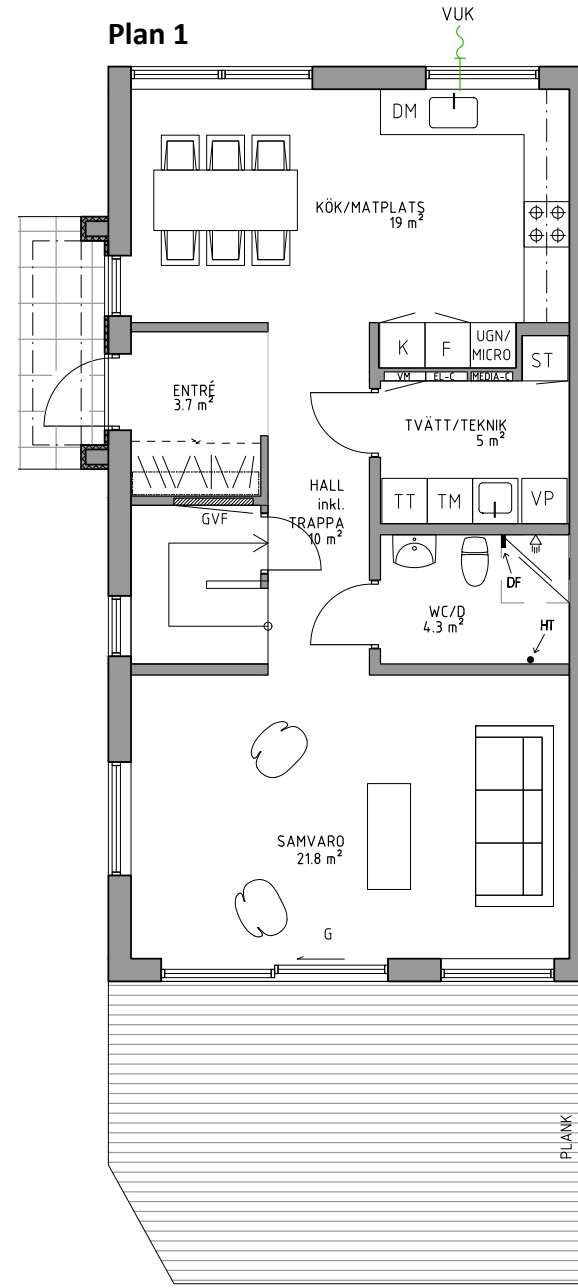 VUK
Plan 1
DM
KÖK/MATPLATS
19 m²
K
F
UGN/
MICRO
ST
VM
EL-C
MEDIA-C
ENTRÉ
3.7 m²
TVÄTT/TEKNIK
5 m²
HALL
inkl.
TRAPPA
10 m²
TT
TM
VP
GVF
DF
WC/D
4.3 m²
HT
SAMVARO
21.8 m²
G
PLANK